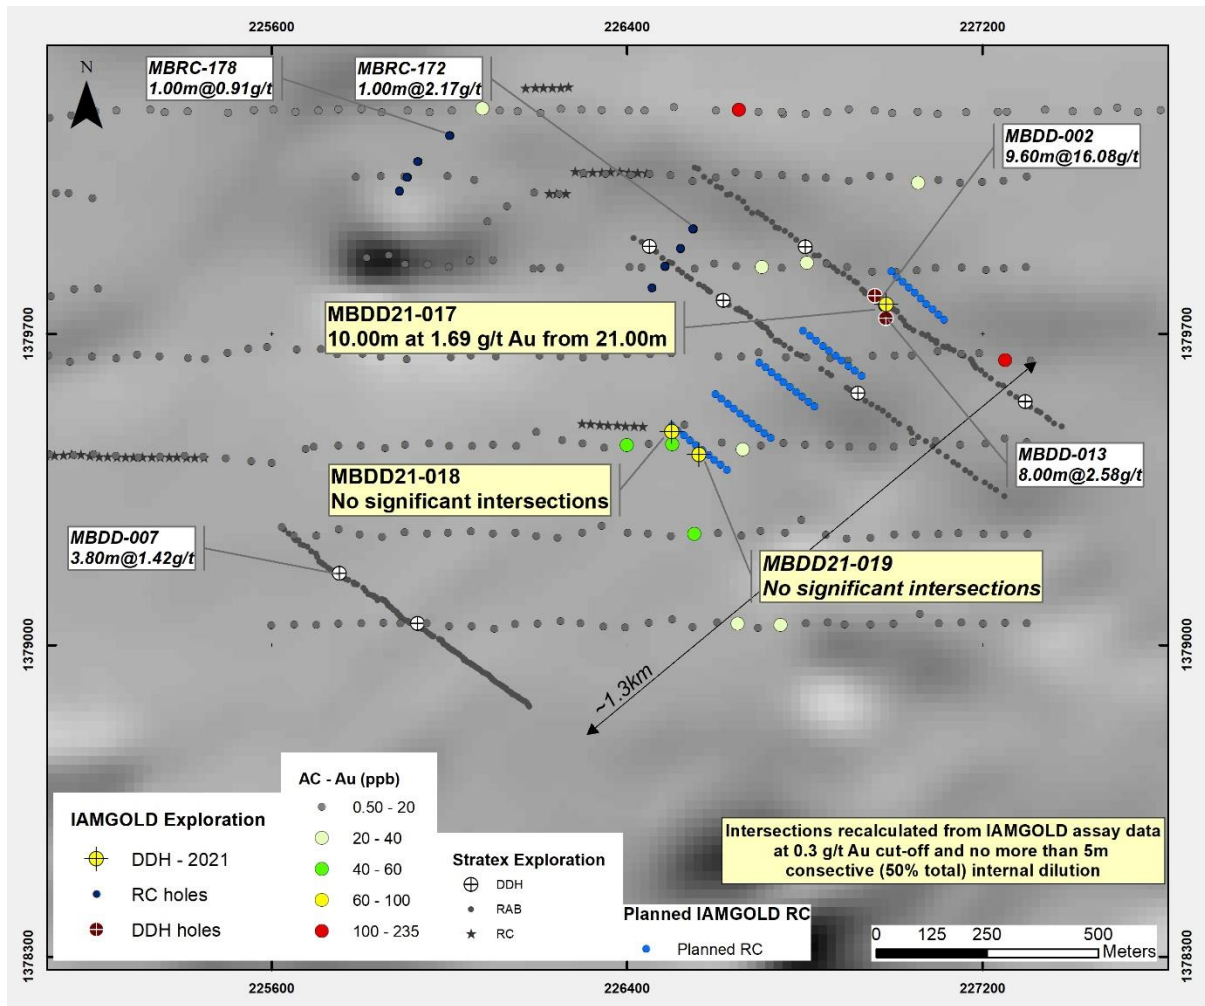 225600
226400
227200
MBRC-178
1.00m@0.91g/t
MBRC-172
1.00m@2.17g/t
N
MBDD-002
9.60m@16.08g/t
MBDD21-017
10.00m at 1.69 g/t Au from 21.00m
1379700
1379700
MBDD-013
8.00m@2.58g/t
MBDD21-018
No significant intersections
MBDD-007
3.80m@1.42g/t
MBDD21-019
No significant intersections
1379000
1379000
~1.3km
IAMGOLD Exploration
DDH - 2021
RC holes
DDH holes
AC - Au (ppb)
0.50 - 20
20 - 40
40 - 60
60 - 100
100 - 235
Stratex Exploration
DDH
RAB
RC
Planned IAMGOLD RC
Planned RC
Intersections recalculated from IAMGOLD assay data
at 0.3 g/t Au cut-off and no more than 5m
consective (50% total) internal dilution
0 125 250 500
Meters
1378300
1378300
225600
226400
227200